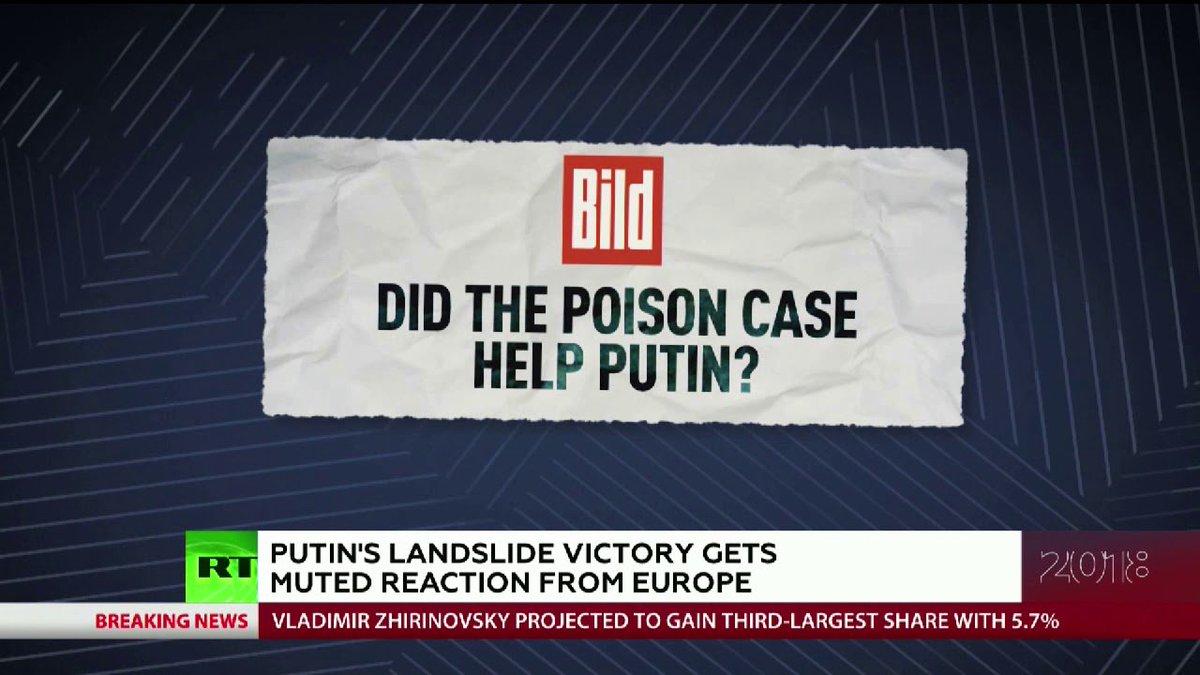 Bild
DID THE POISON CASE
HELP PUTIN?
RT
PUTIN'S LANDSLIDE VICTORY GETS
MUTED REACTION FROM EUROPE
2018
BREAKING NEWS
VLADIMIR ZHIRINOVSKY PROJECTED TO GAIN THIRD-LARGEST SHARE WITH 5.7%